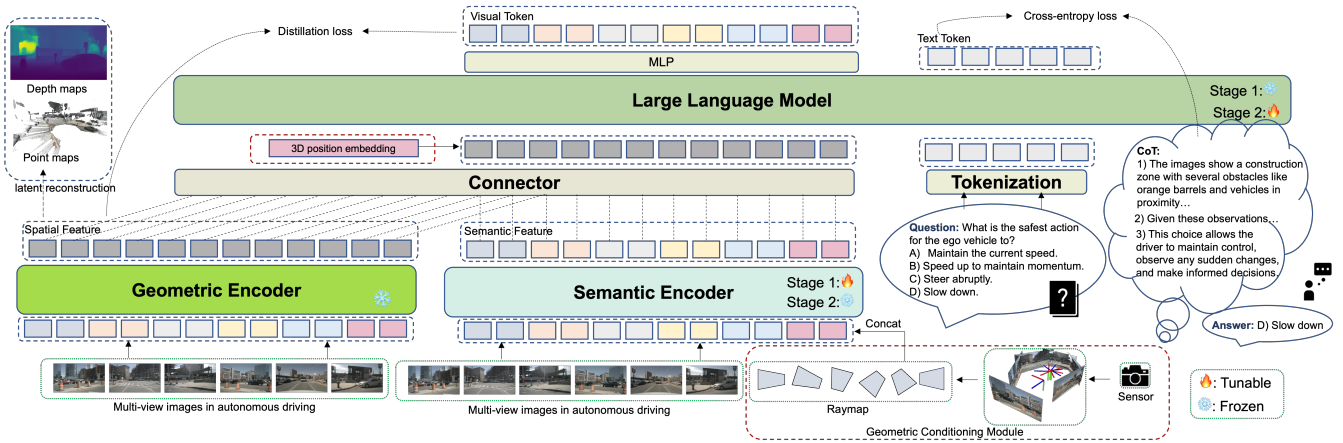 Visual Token
Distillation loss
Cross-entropy loss
Text Token
MLP
Depth maps
Large Language Model
Stage 1:
Stage 2:
3D position embedding
Point maps
latent reconstruction
Connector
Tokenization
CoT:
1) The images show a construction
zone with several obstacles like
orange barrels and vehicles in
proximity…
2) Given these observations…
3) This choice allows the
driver to maintain control,
observe any sudden changes,
and make informed decisions.
Spatial Feature
Semantic Feature
Question: What is the safest action
for the ego vehicle to?
A) Maintain the current speed.
B) Speed up to maintain momentum.
C) Steer abruptly.
D) Slow down.
?
Geometric Encoder
Semantic Encoder
Stage 1:
Stage 2:
Concat
Answer: D) Slow down
Multi-view images in autonomous driving
Multi-view images in autonomous driving
Raymap
Sensor
Geometric Conditioning Module
: Tunable
: Frozen